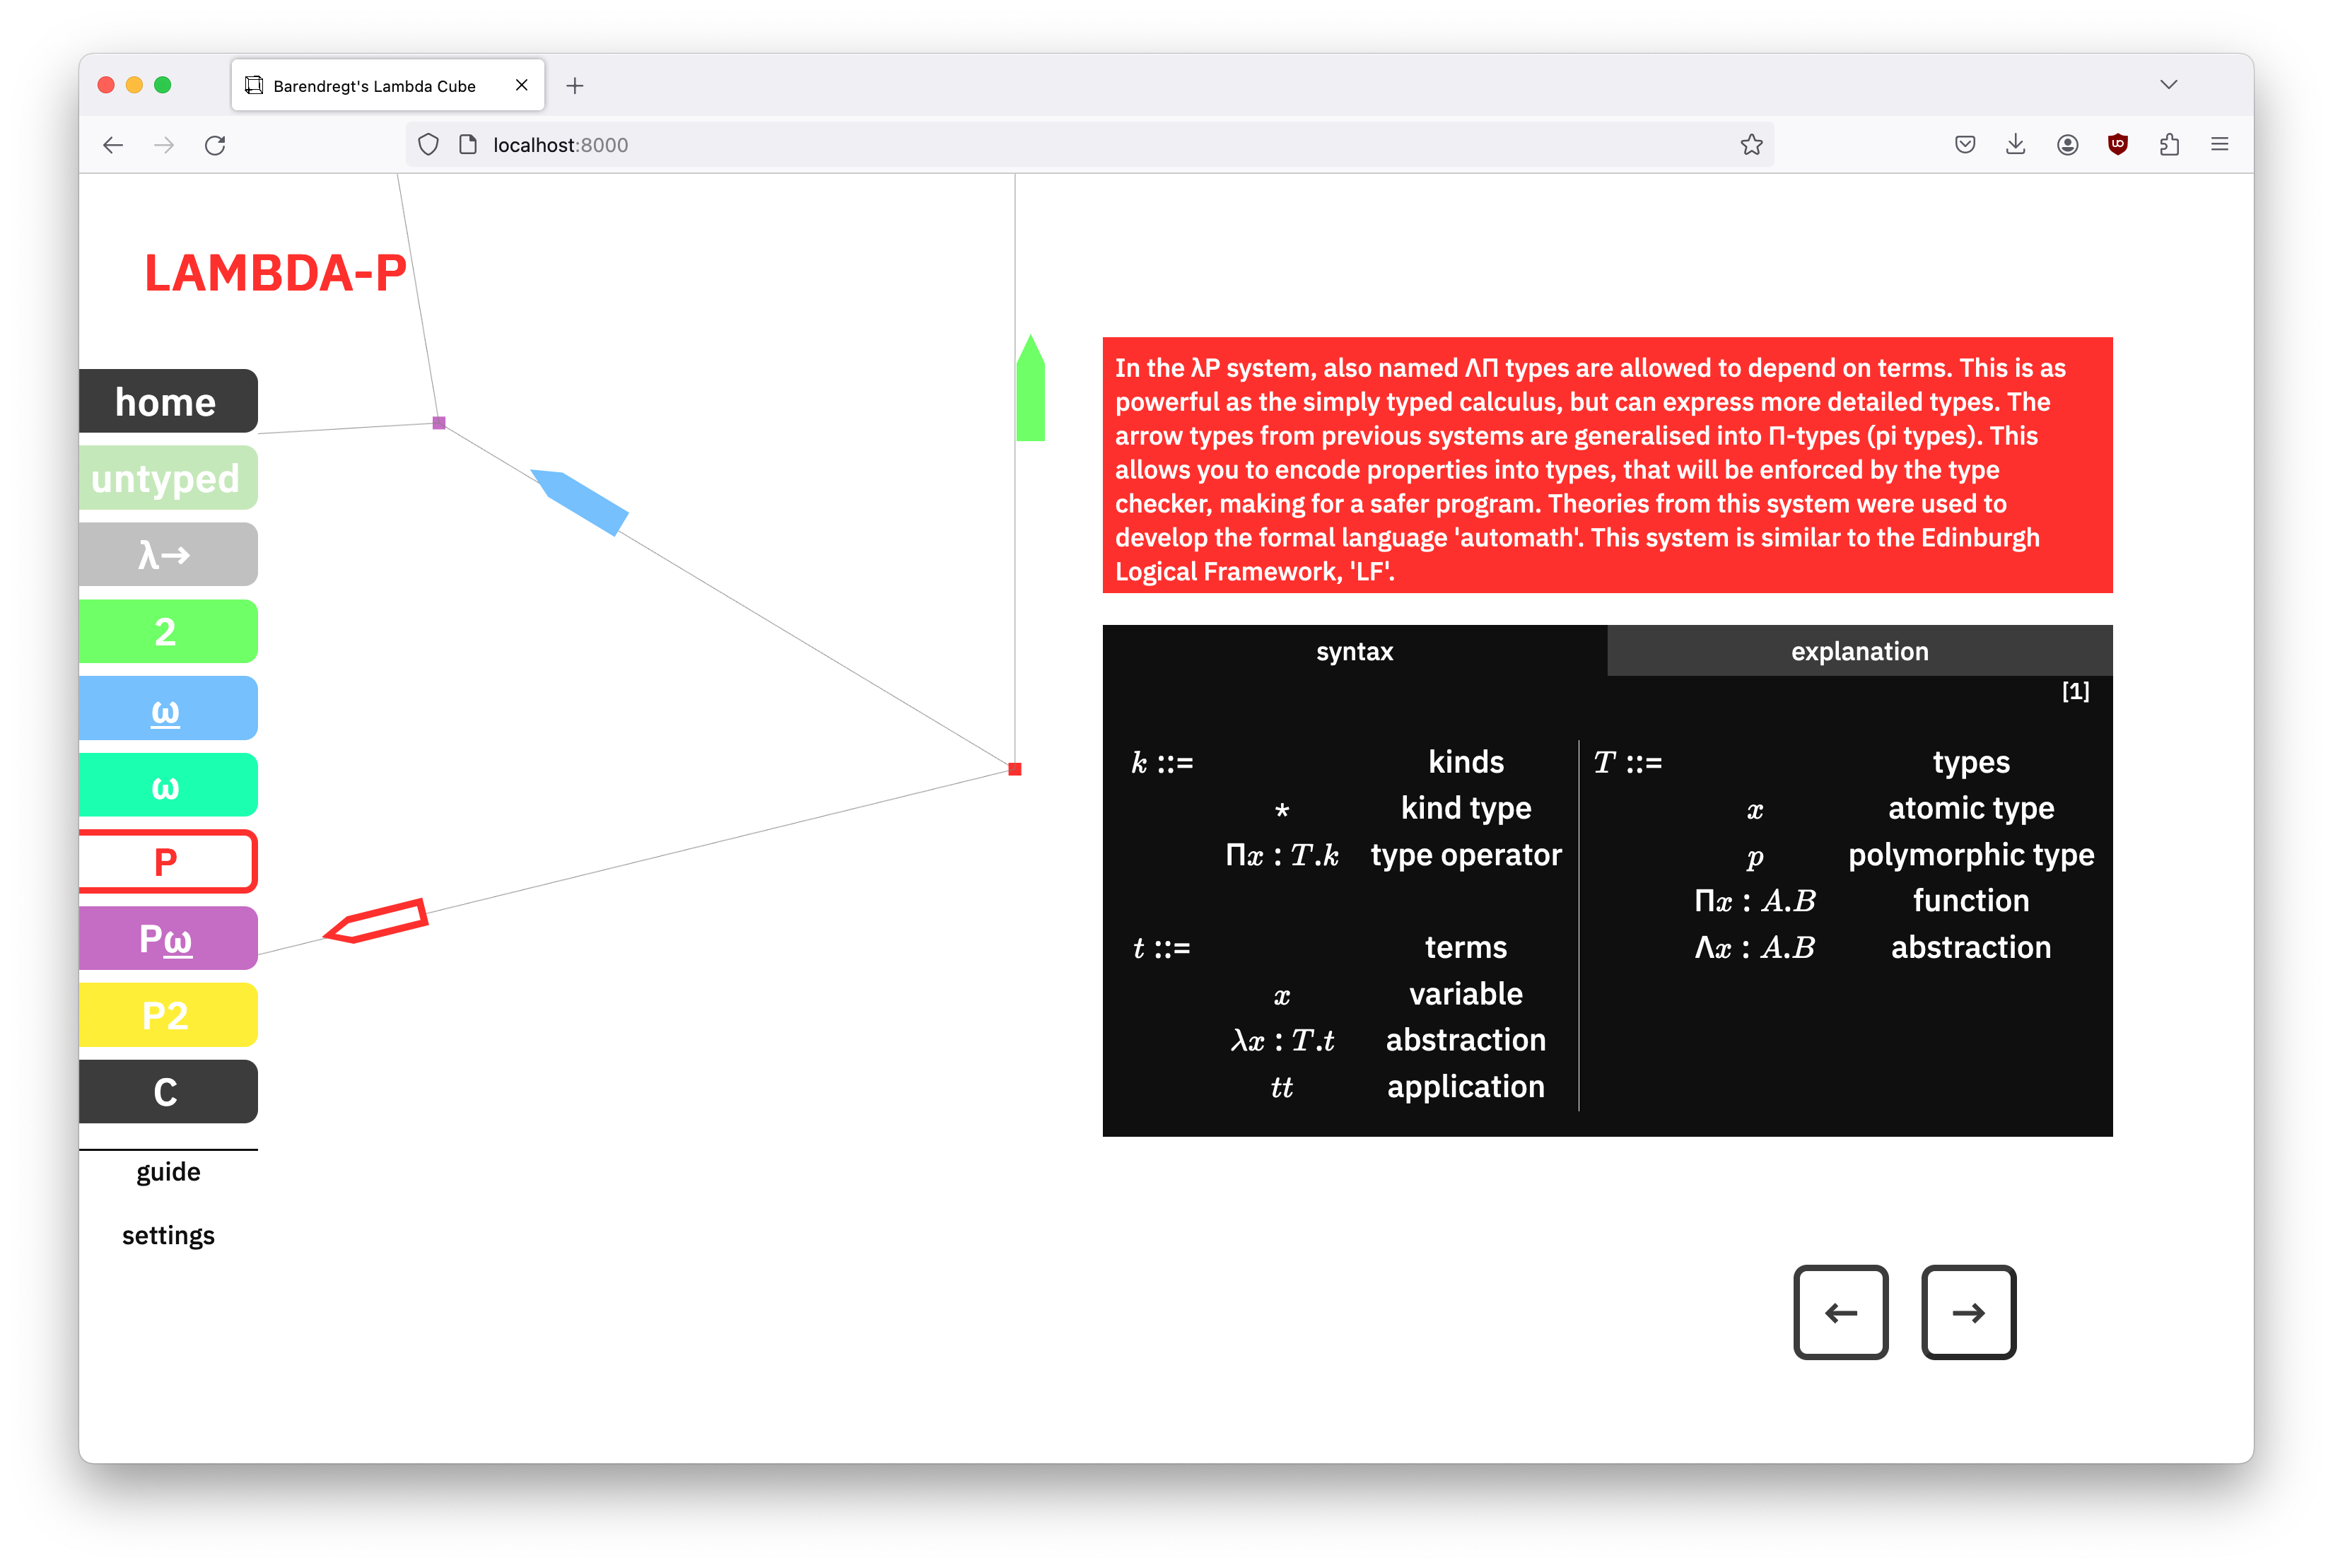 Barendregt's Lambda Cube
localhost:8000
LAMBDA-P
home
untyped
λ→
2
ω
ω
P
Pω
P2
C
guide
settings
In the λP system, also named ΛΠ types are allowed to depend on terms. This is as
powerful as the simply typed calculus, but can express more detailed types. The
arrow types from previous systems are generalised into Π-types (pi types). This
allows you to encode properties into types, that will be enforced by the type
checker, making for a safer program. Theories from this system were used to
develop the formal language 'automath'. This system is similar to the Edinburgh
Logical Framework, 'LF'.
syntax explanation
[1]
k ::= kinds
* kind type
Πx : T.k type operator
t ::= terms
x variable
λx : T.t abstraction
tt application
T ::= types
x atomic type
p polymorphic type
Πx : A.B function
Λx : A.B abstraction
← →